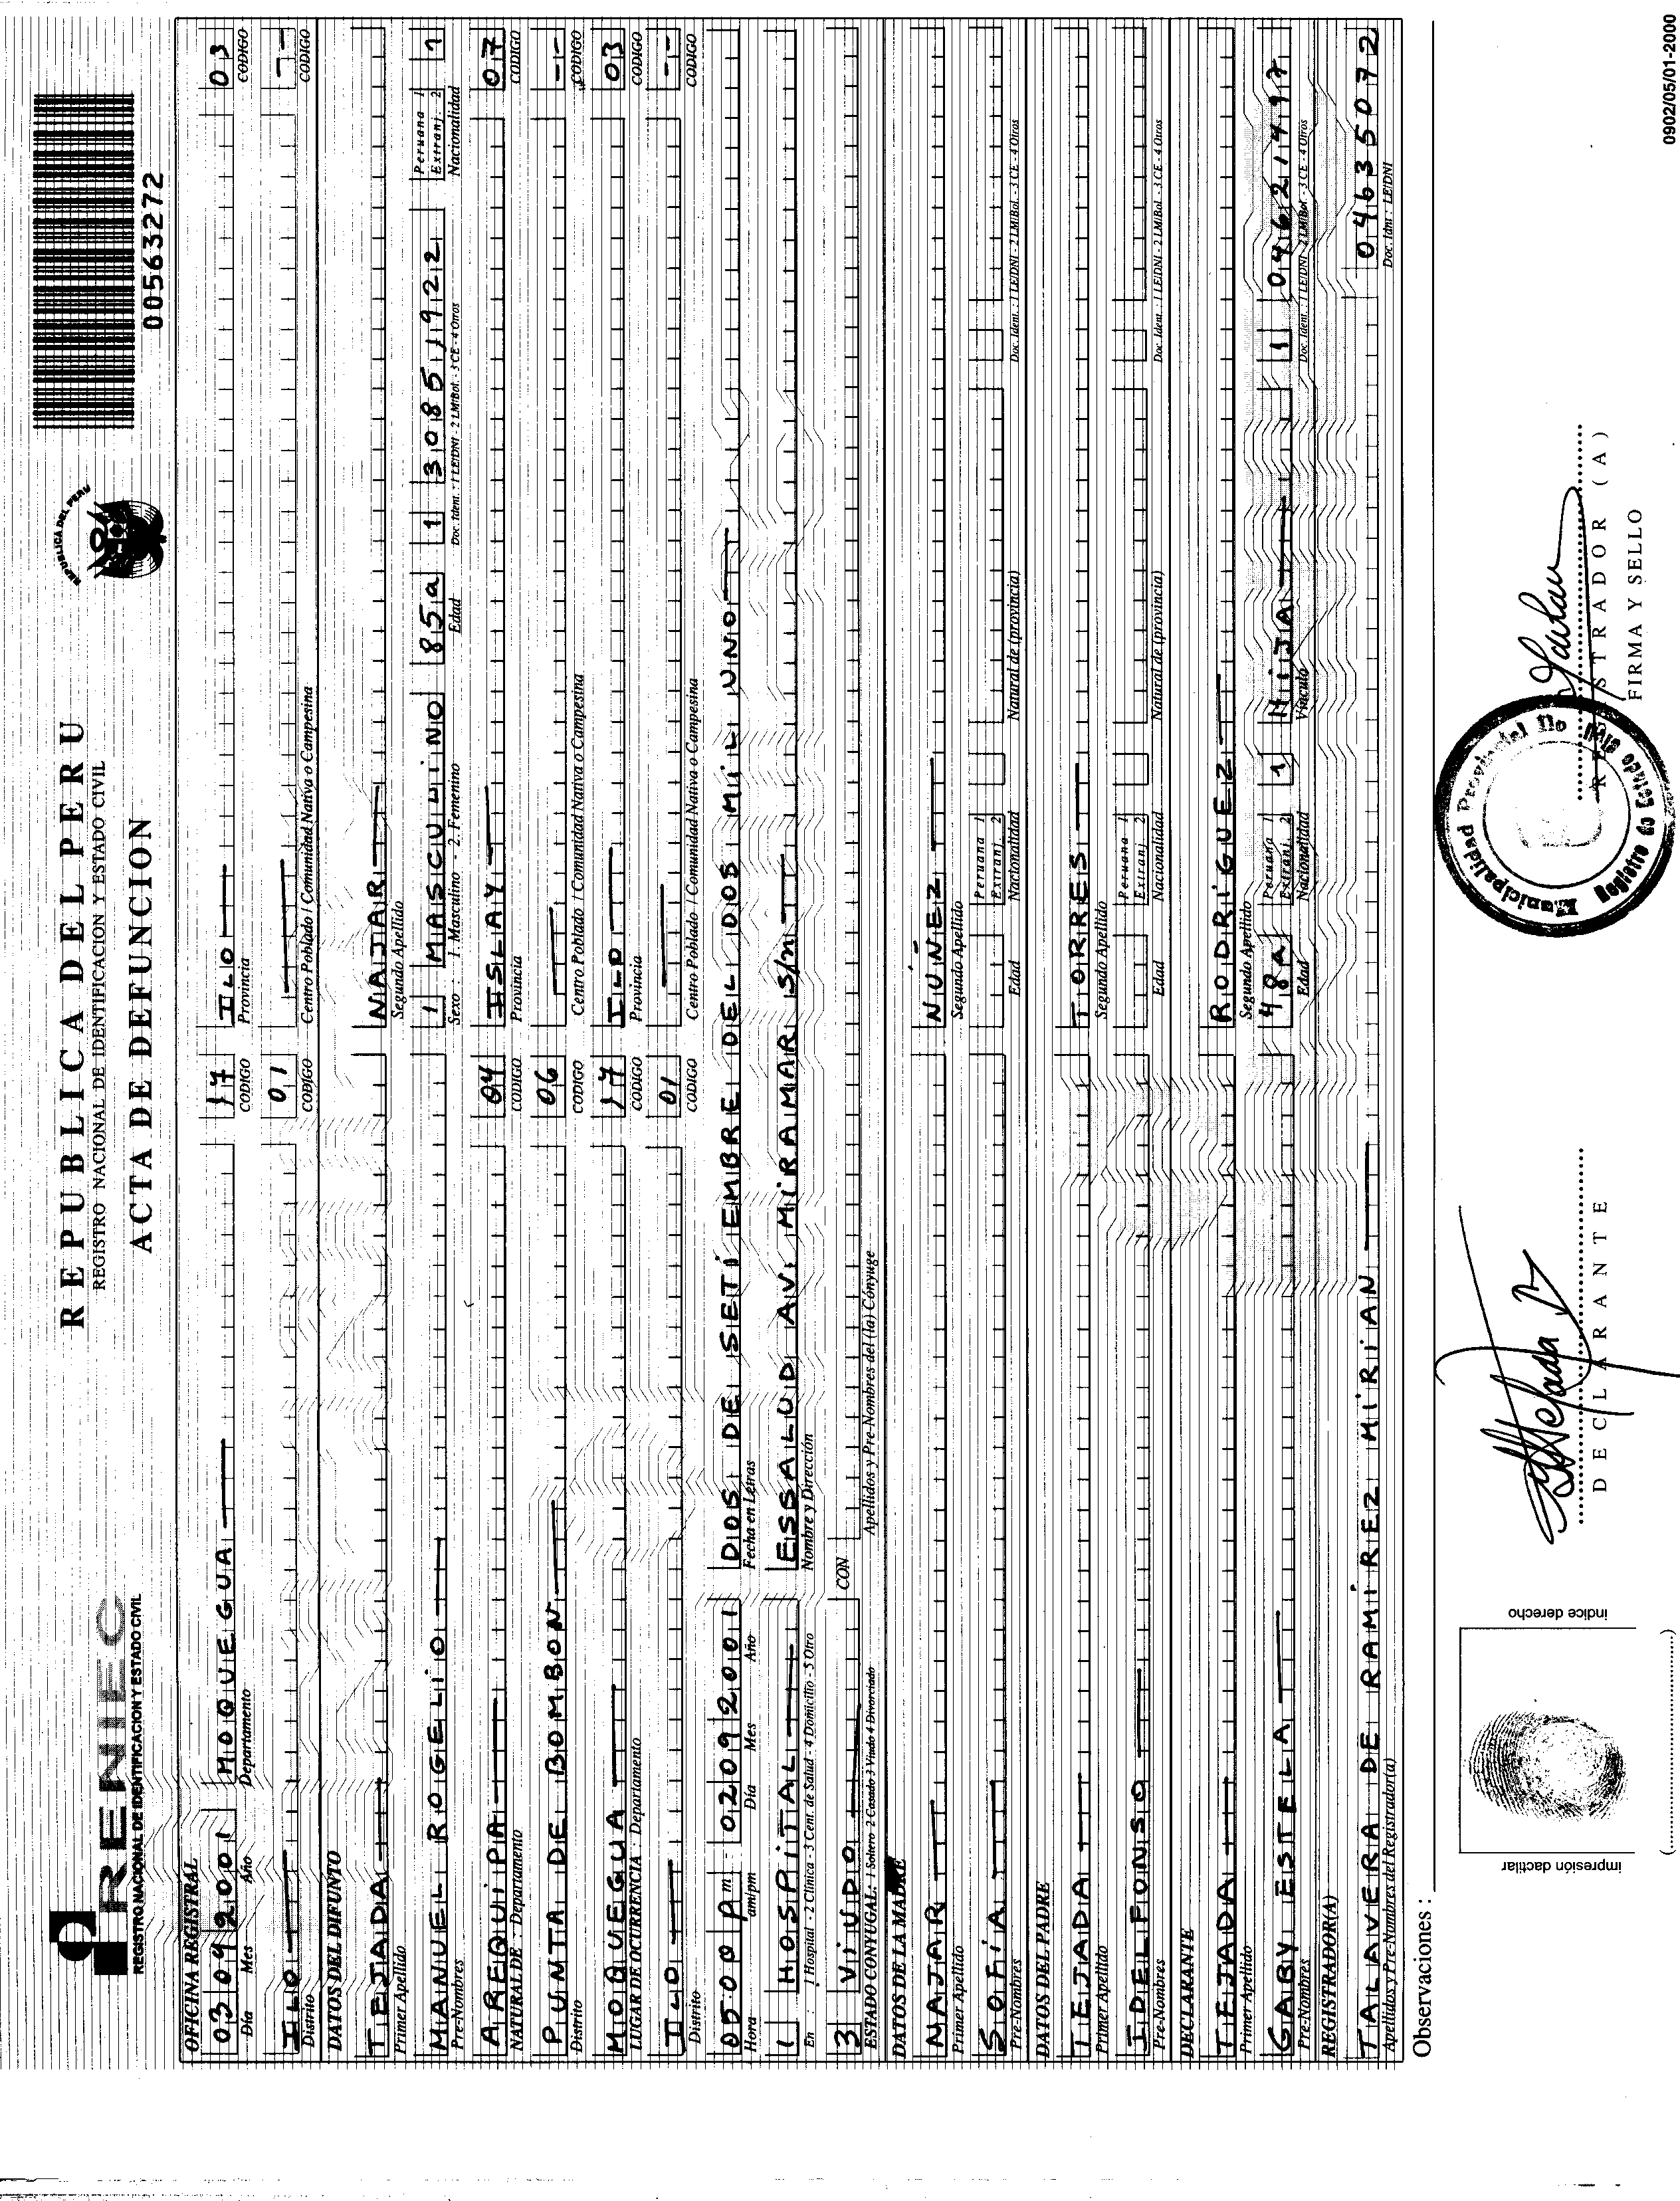 RENIEC
REGISTRO NACIONAL DE IDENTIFICACION Y ESTADO CIVIL
REPUBLICA DEL PERU
REGISTRO NACIONAL DE IDENTIFICACION Y ESTADO CIVIL
ACTA DE DEFUNCION
REPUBLICA DEL PERU
00563272
OFICINA REGISTRAL
03 09 2001 MOQUEGUA 17 ILO 03
Día Mes Año Departamento CODIGO Provincia CODIGO
ILO 01 --
Distrito CODIGO Centro Poblado / Comunidad Nativa o Campesina CODIGO
DATOS DEL DIFUNTO
TEJADA NAJAR
Primer Apellido Segundo Apellido
MANUEL ROGELIO 1 MASCULINO 85a 1 30851922 Peruana 1 Extranj. 2 1
Pre-Nombres Sexo : 1. Masculino - 2. Femenino Edad Doc. Ident. : 1 LE/DNI - 2 LM/Bol. - 3 CE - 4 Otros Nacionalidad
AREQUIPA 04 ISLAY 07
NATURAL DE : Departamento CODIGO Provincia CODIGO
PUNTA DE BOMBON 06 --
Distrito CODIGO Centro Poblado / Comunidad Nativa o Campesina CODIGO
MOQUEGUA 17 ILO 03
LUGAR DE OCURRENCIA : Departamento CODIGO Provincia CODIGO
ILO 01 --
Distrito CODIGO Centro Poblado / Comunidad Nativa o Campesina CODIGO
0500 Pm 02 09 2001 DOS DE SETIEMBRE DEL DOS MIL UNO
Hora am/pm Día Mes Año Fecha en Letras
1 HOSPITAL ESSALUD AV. MIRAMAR S/n
En : 1 Hospital - 2 Clínica - 3 Cent. de Salud - 4 Domicilio - 5 Otro Nombre y Dirección
3 VIUDO CON
ESTADO CONYUGAL.: 1 Soltero 2 Casado 3 Viudo 4 Divorciado Apellidos y Pre-Nombres del (la) Cónyuge
DATOS DE LA MADRE
NAJAR NUÑEZ
Primer Apellido Segundo Apellido
SOFIA Peruana 1 Extranj. 2
Pre-Nombres Edad Nacionalidad Natural de (provincia) Doc. Ident. : 1 LE/DNI - 2 LM/Bol. - 3 CE - 4 Otros
DATOS DEL PADRE
TEJADA TORRES
Primer Apellido Segundo Apellido
IDELFONSO Peruana 1 Extranj. 2
Pre-Nombres Edad Nacionalidad Natural de (provincia) Doc. Ident. : 1 LE/DNI - 2 LM/Bol. - 3 CE - 4 Otros
DECLARANTE
TEJADA RODRIGUEZ
Primer Apellido Segundo Apellido
GABY ESTELA 48a Peruana 1 Extranj. 2 1 HIJA 1 04621497
Pre-Nombres Edad Nacionalidad Vínculo Doc. Ident. : 1 LE/DNI - 2 LM/Bol. - 3 CE - 4 Otros
REGISTRADOR(A)
TALAVERA DE RAMIREZ MIRIAN 04635072
Apellidos y Pre-Nombres del Registrador(a) Doc. Idnt : LE/DNI
Observaciones :
impresión dactilar
índice derecho
DECLARANTE
Municipalidad Provincial Ilo
REGISTRADOR (A)
FIRMA Y SELLO
0902/05/01-2000